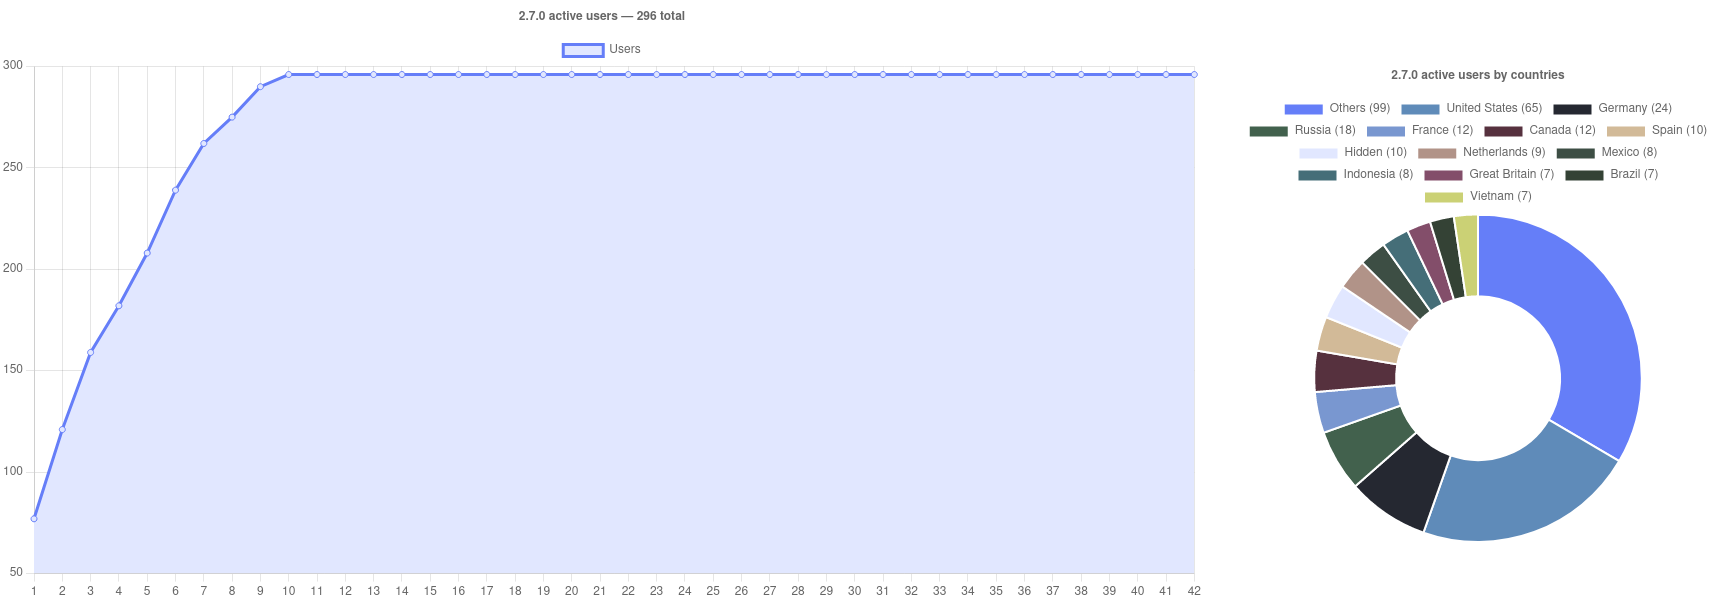 2.7.0 active users — 296 total
Users
300
250
200
150
100
50
1 2 3 4 5 6 7 8 9 10 11 12 13 14 15 16 17 18 19 20 21 22 23 24 25 26 27 28 29 30 31 32 33 34 35 36 37 38 39 40 41 42
2.7.0 active users by countries
Others (99) United States (65) Germany (24)
Russia (18) France (12) Canada (12) Spain (10)
Hidden (10) Netherlands (9) Mexico (8)
Indonesia (8) Great Britain (7) Brazil (7)
Vietnam (7)